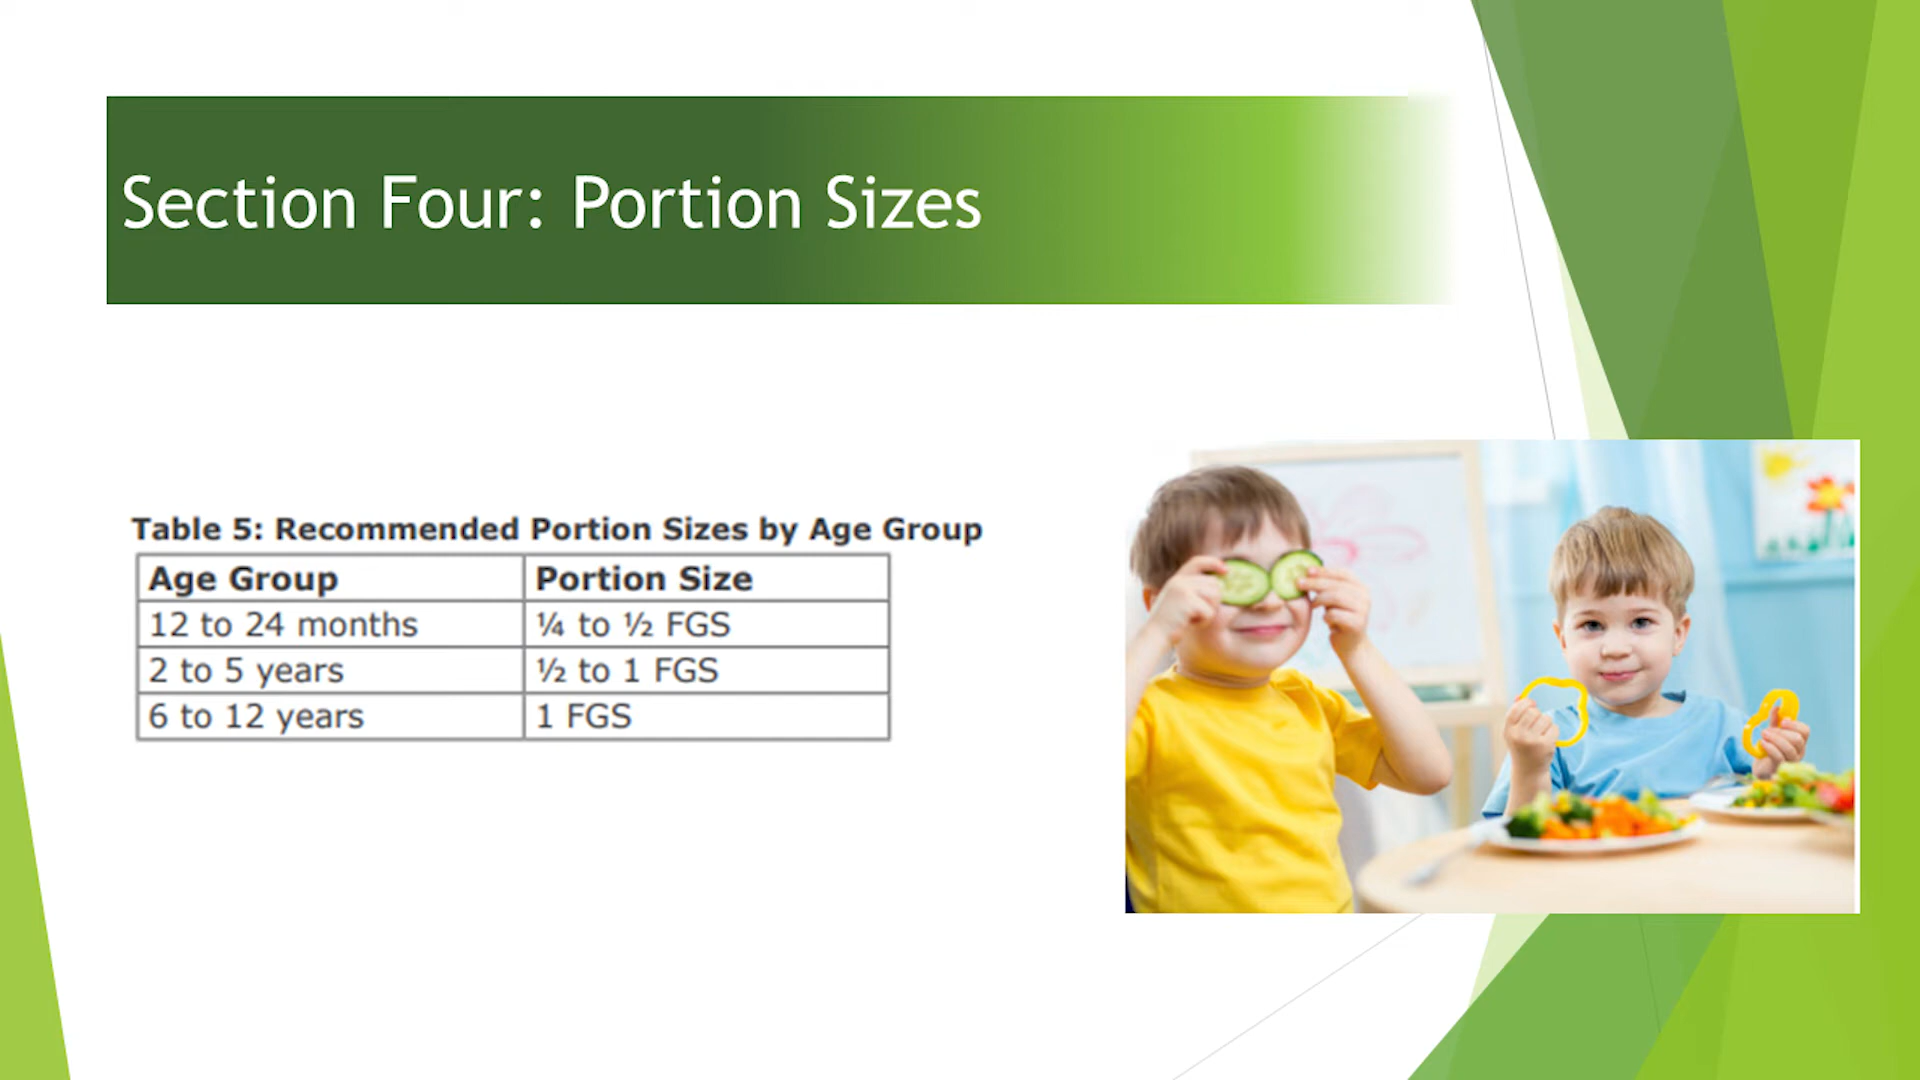 Section Four: Portion Sizes
Table 5: Recommended Portion Sizes by Age Group
Age Group Portion Size
12 to 24 months ¼ to ½ FGS
2 to 5 years ½ to 1 FGS
6 to 12 years 1 FGS